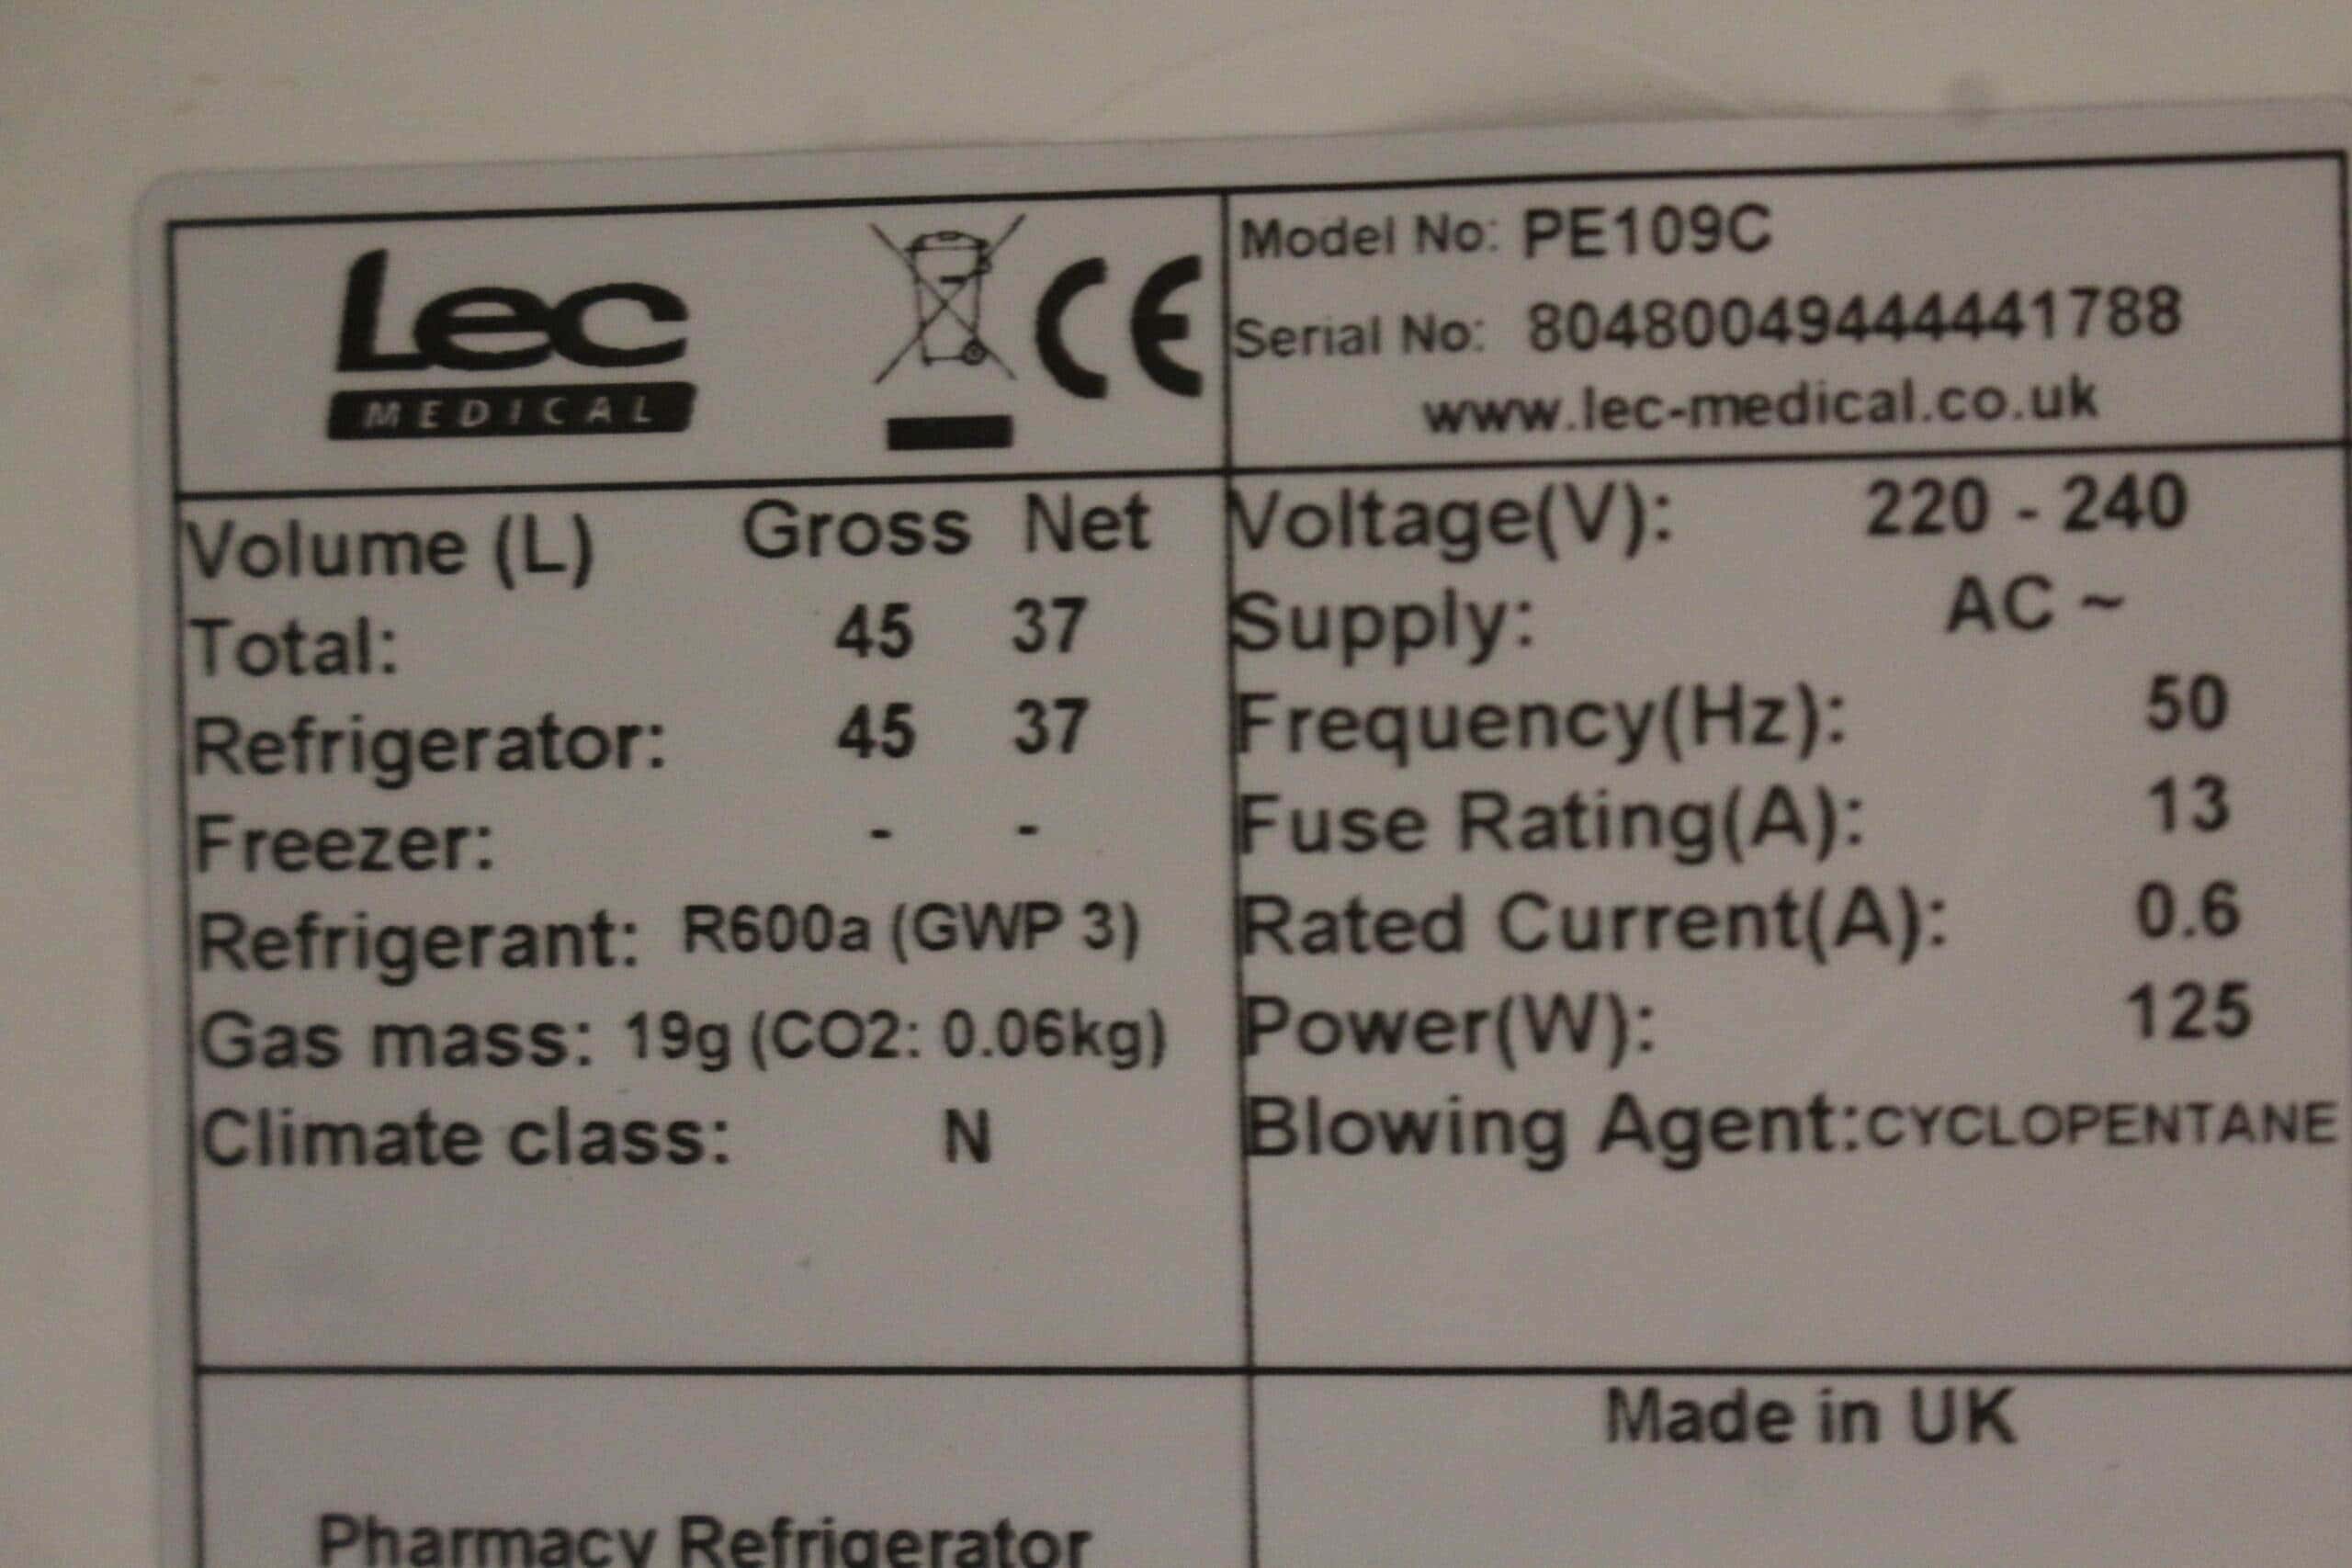 Lec
MEDICAL
CE
Model No: PE109C
Serial No: 80480049444441788
www.lec-medical.co.uk
Volume (L) Gross Net
Total: 45 37
Refrigerator: 45 37
Freezer: - -
Refrigerant: R600a (GWP 3)
Gas mass: 19g (CO2: 0.06kg)
Climate class: N
Voltage(V): 220 - 240
Supply: AC ~
Frequency(Hz): 50
Fuse Rating(A): 13
Rated Current(A): 0.6
Power(W): 125
Blowing Agent:CYCLOPENTANE
Pharmacy Refrigerator
Made in UK